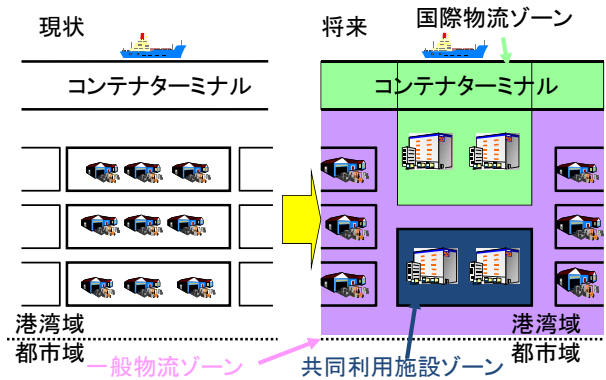 現状
コンテナターミナル
港湾域
都市域
将来
国際物流ゾーン
コンテナターミナル
港湾域
都市域
一般物流ゾーン
共同利用施設ゾーン